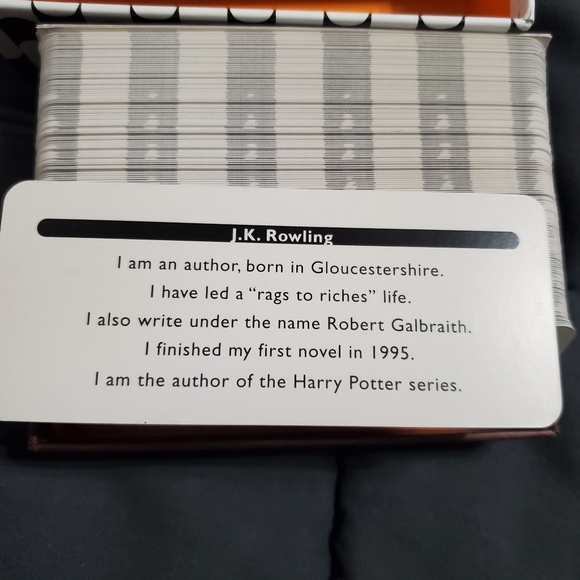 J.K. Rowling
I am an author, born in Gloucestershire.
I have led a “rags to riches” life.
I also write under the name Robert Galbraith.
I finished my first novel in 1995.
I am the author of the Harry Potter series.